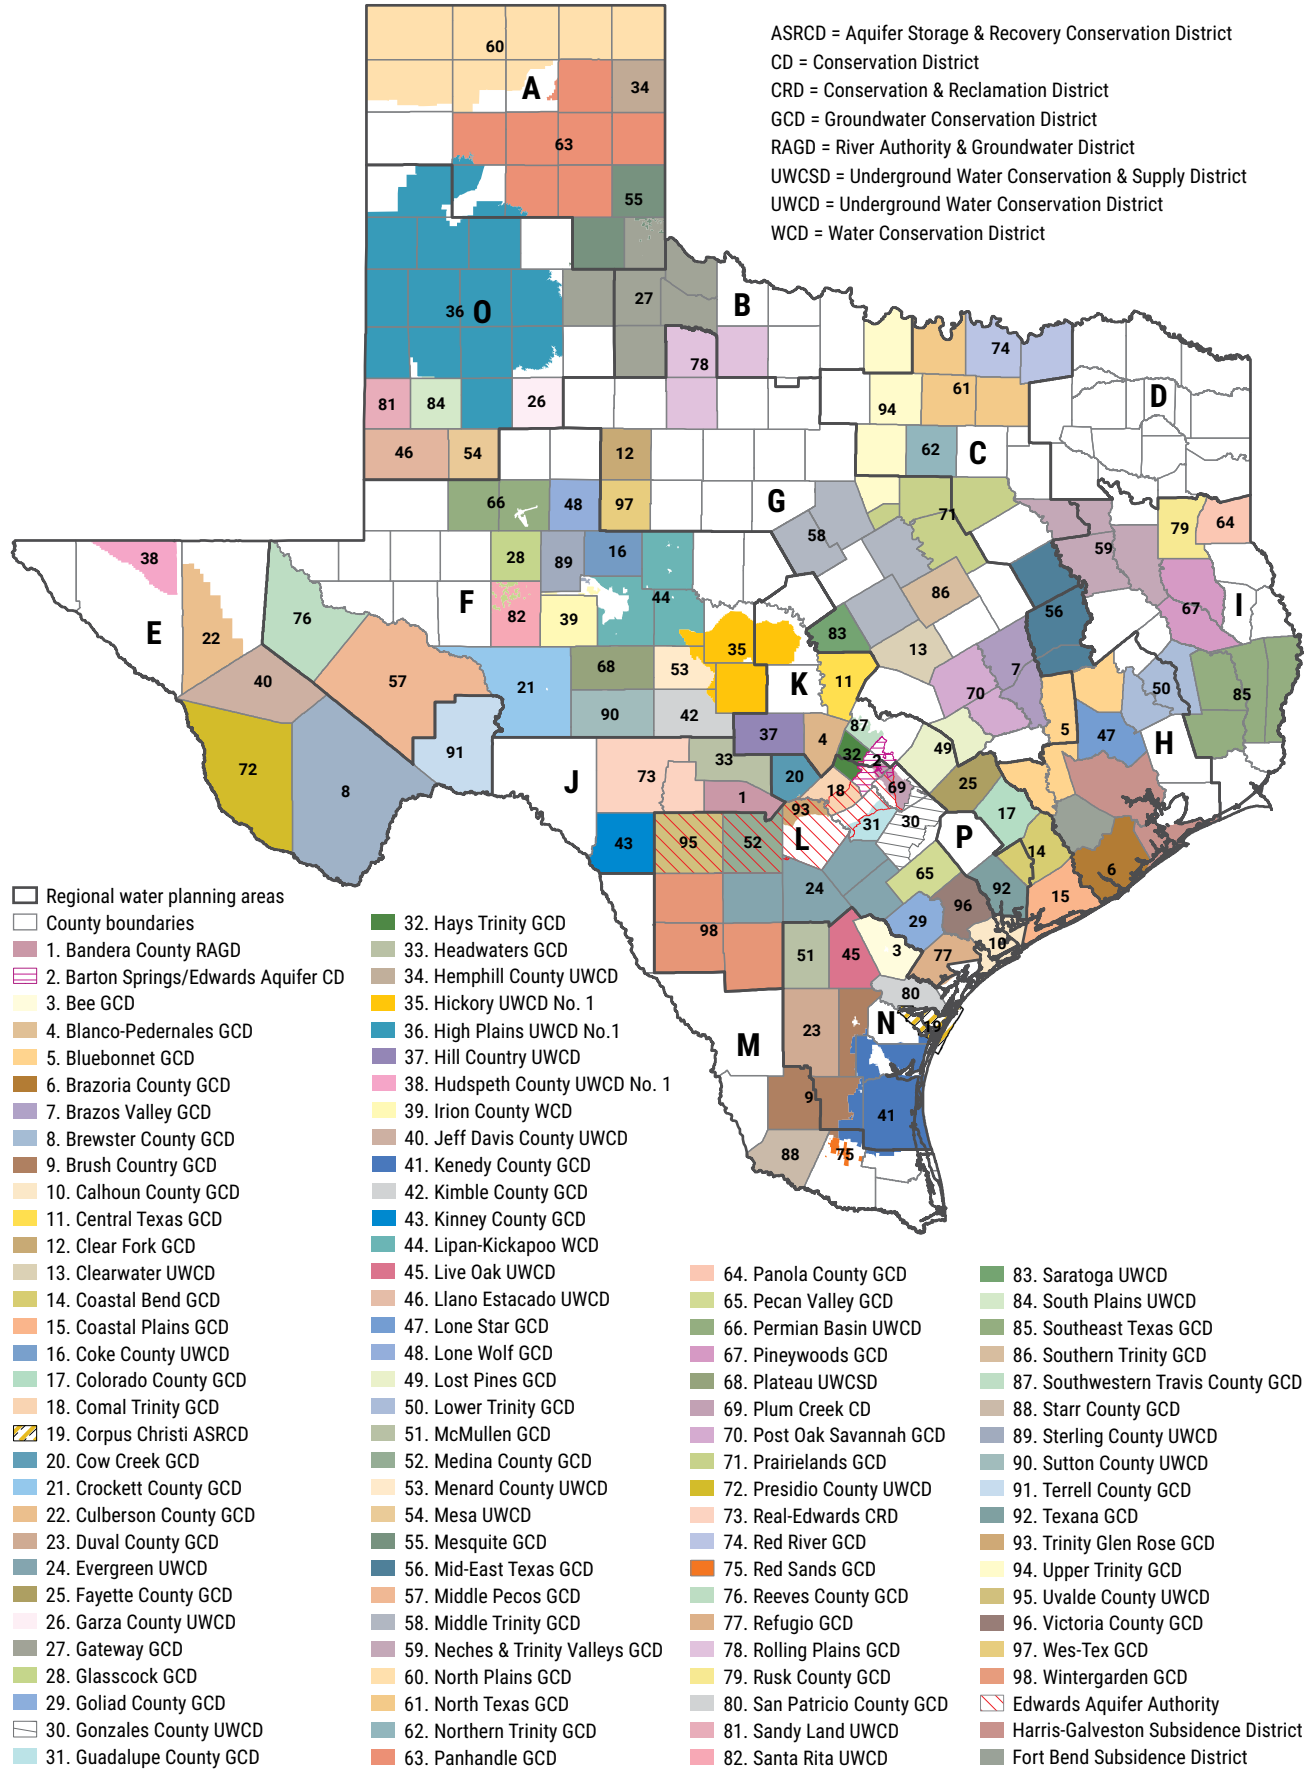 ASRCD = Aquifer Storage & Recovery Conservation District
CD = Conservation District
CRD = Conservation & Reclamation District
GCD = Groundwater Conservation District
RAGD = River Authority & Groundwater District
UWCSD = Underground Water Conservation & Supply District
UWCD = Underground Water Conservation District
WCD = Water Conservation District
60
A
34
63
55
36 O
27
B
78
74
81
84
26
94
61
D
46
54
12
62
C
66
48
97
G
71
79
64
38
28
89
16
58
59
E
22
76
F
82
39
44
86
56
67
I
35
83
13
40
57
21
68
53
K
11
70
7
50
85
90
42
72
8
91
37
4
87
32
2
49
5
47
H
J
73
33
20
1
18
69
25
93
43
95
52
L
31
30
P
17
14
6
24
65
92
15
98
96
29
10
51
45
3
77
80
M
23
N
19
9
41
88
75
Regional water planning areas
County boundaries
1. Bandera County RAGD
2. Barton Springs/Edwards Aquifer CD
3. Bee GCD
4. Blanco-Pedernales GCD
5. Bluebonnet GCD
6. Brazoria County GCD
7. Brazos Valley GCD
8. Brewster County GCD
9. Brush Country GCD
10. Calhoun County GCD
11. Central Texas GCD
12. Clear Fork GCD
13. Clearwater UWCD
14. Coastal Bend GCD
15. Coastal Plains GCD
16. Coke County UWCD
17. Colorado County GCD
18. Comal Trinity GCD
19. Corpus Christi ASRCD
20. Cow Creek GCD
21. Crockett County GCD
22. Culberson County GCD
23. Duval County GCD
24. Evergreen UWCD
25. Fayette County GCD
26. Garza County UWCD
27. Gateway GCD
28. Glasscock GCD
29. Goliad County GCD
30. Gonzales County UWCD
31. Guadalupe County GCD
32. Hays Trinity GCD
33. Headwaters GCD
34. Hemphill County UWCD
35. Hickory UWCD No. 1
36. High Plains UWCD No.1
37. Hill Country UWCD
38. Hudspeth County UWCD No. 1
39. Irion County WCD
40. Jeff Davis County UWCD
41. Kenedy County GCD
42. Kimble County GCD
43. Kinney County GCD
44. Lipan-Kickapoo WCD
45. Live Oak UWCD
46. Llano Estacado UWCD
47. Lone Star GCD
48. Lone Wolf GCD
49. Lost Pines GCD
50. Lower Trinity GCD
51. McMullen GCD
52. Medina County GCD
53. Menard County UWCD
54. Mesa UWCD
55. Mesquite GCD
56. Mid-East Texas GCD
57. Middle Pecos GCD
58. Middle Trinity GCD
59. Neches & Trinity Valleys GCD
60. North Plains GCD
61. North Texas GCD
62. Northern Trinity GCD
63. Panhandle GCD
64. Panola County GCD
65. Pecan Valley GCD
66. Permian Basin UWCD
67. Pineywoods GCD
68. Plateau UWCSD
69. Plum Creek CD
70. Post Oak Savannah GCD
71. Prairielands GCD
72. Presidio County UWCD
73. Real-Edwards CRD
74. Red River GCD
75. Red Sands GCD
76. Reeves County GCD
77. Refugio GCD
78. Rolling Plains GCD
79. Rusk County GCD
80. San Patricio County GCD
81. Sandy Land UWCD
82. Santa Rita UWCD
83. Saratoga UWCD
84. South Plains UWCD
85. Southeast Texas GCD
86. Southern Trinity GCD
87. Southwestern Travis County GCD
88. Starr County GCD
89. Sterling County UWCD
90. Sutton County UWCD
91. Terrell County GCD
92. Texana GCD
93. Trinity Glen Rose GCD
94. Upper Trinity GCD
95. Uvalde County UWCD
96. Victoria County GCD
97. Wes-Tex GCD
98. Wintergarden GCD
Edwards Aquifer Authority
Harris-Galveston Subsidence District
Fort Bend Subsidence District